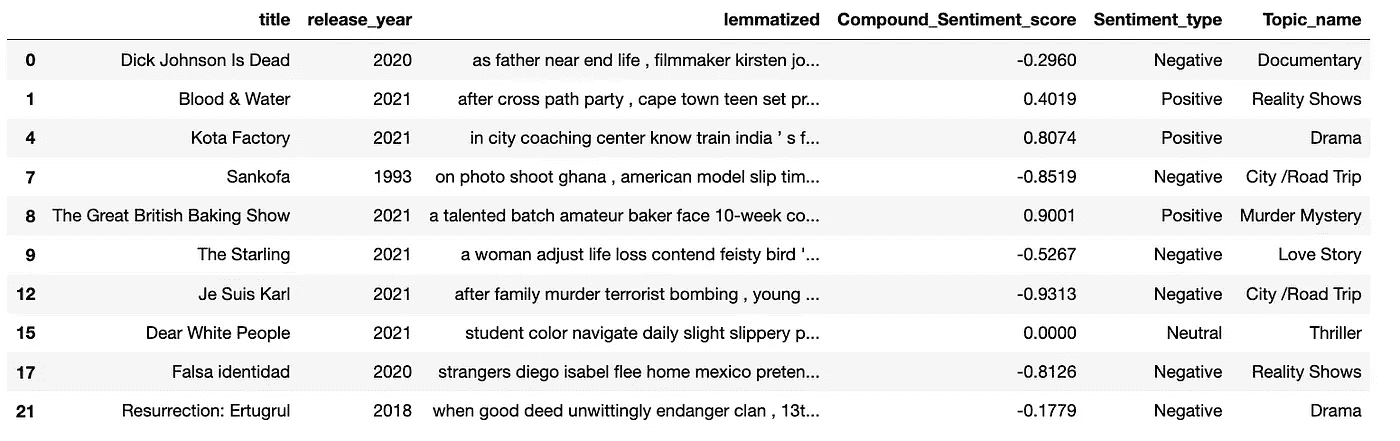 title release_year lemmatized Compound_Sentiment_score Sentiment_type Topic_name
0 Dick Johnson Is Dead 2020 as father near end life , filmmaker kirsten jo... -0.2960 Negative Documentary
1 Blood & Water 2021 after cross path party , cape town teen set pr... 0.4019 Positive Reality Shows
4 Kota Factory 2021 in city coaching center know train india ’ s f... 0.8074 Positive Drama
7 Sankofa 1993 on photo shoot ghana , american model slip tim... -0.8519 Negative City /Road Trip
8 The Great British Baking Show 2021 a talented batch amateur baker face 10-week co... 0.9001 Positive Murder Mystery
9 The Starling 2021 a woman adjust life loss contend feisty bird '... -0.5267 Negative Love Story
12 Je Suis Karl 2021 after family murder terrorist bombing , young ... -0.9313 Negative City /Road Trip
15 Dear White People 2021 student color navigate daily slight slippery p... 0.0000 Neutral Thriller
17 Falsa identidad 2020 strangers diego isabel flee home mexico preten... -0.8126 Negative Reality Shows
21 Resurrection: Ertugrul 2018 when good deed unwittingly endanger clan , 13t... -0.1779 Negative Drama